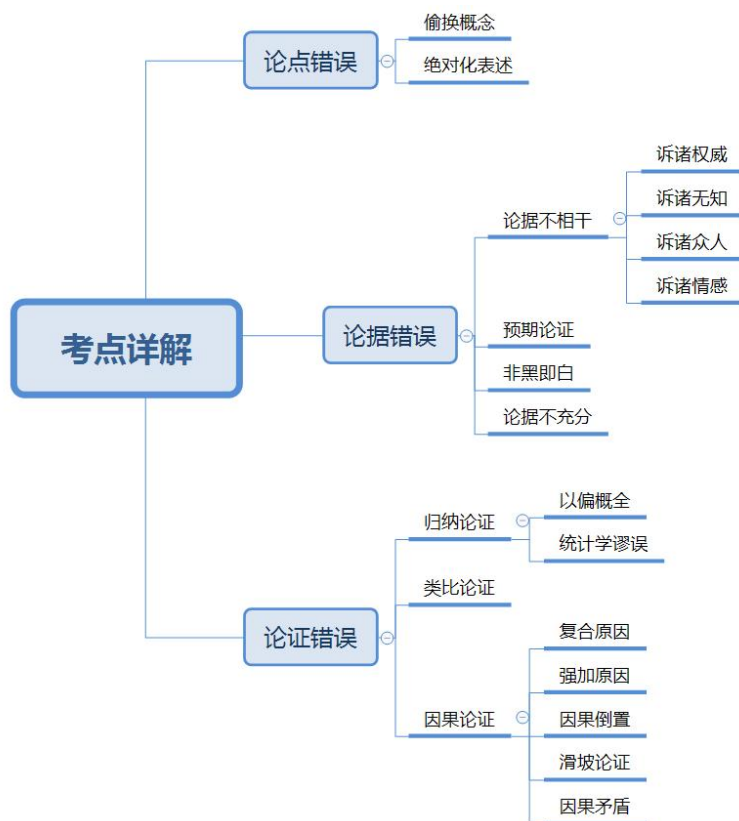 考点详解
论点错误
偷换概念
绝对化表述
论据错误
论据不相干
诉诸权威
诉诸无知
诉诸众人
诉诸情感
预期论证
非黑即白
论据不充分
论证错误
归纳论证
以偏概全
统计学谬误
类比论证
因果论证
复合原因
强加原因
因果倒置
滑坡论证
因果矛盾